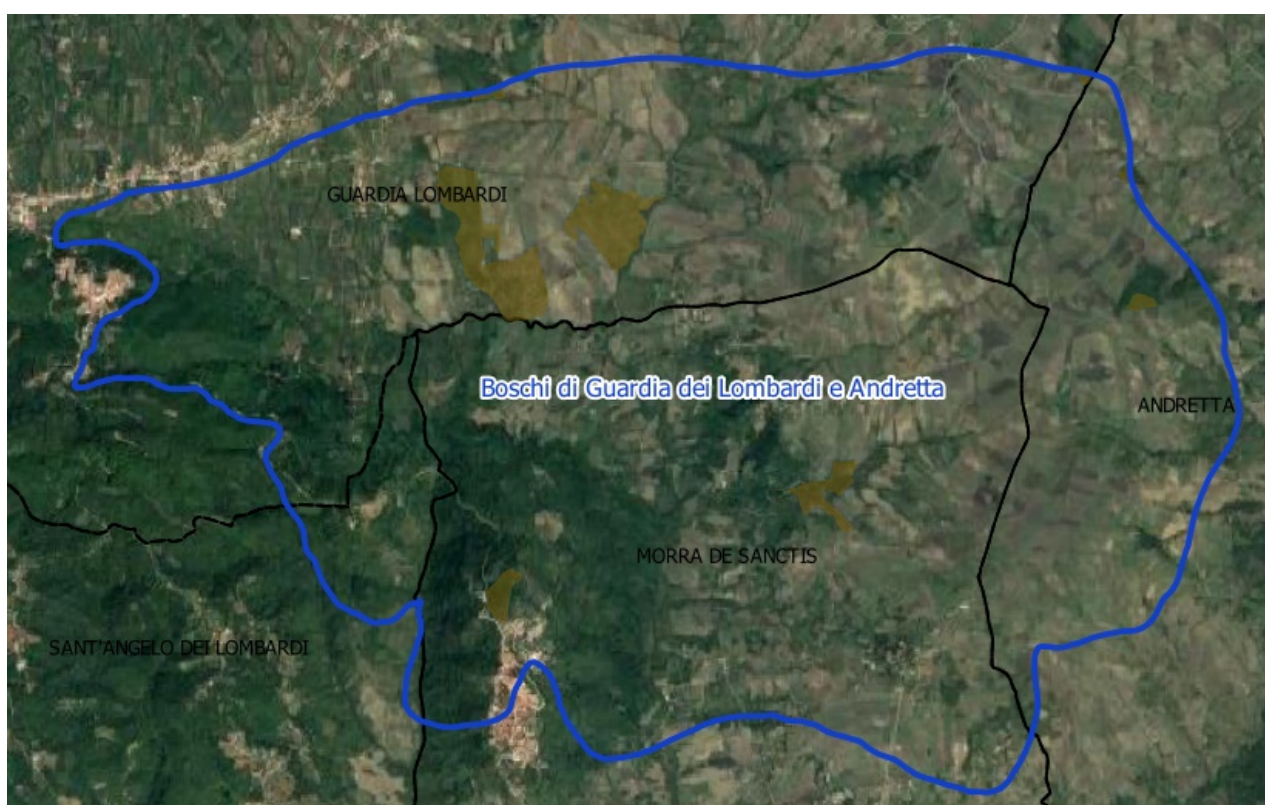 GUARDIA LOMBARDI
Boschi di Guardia dei Lombardi e Andretta
ANDRETTA
MORRA DE SANCTIS
SANT'ANGELO DEI LOMBARDI